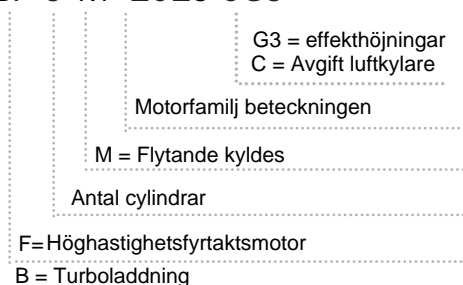 G3 = effekthöjningar
C = Avgift luftkylare
Motorfamilj beteckningen
M = Flytande kyldes
Antal cylindrar
F= Höghastighetsfyrtaktsmotor
B = Turboladdning